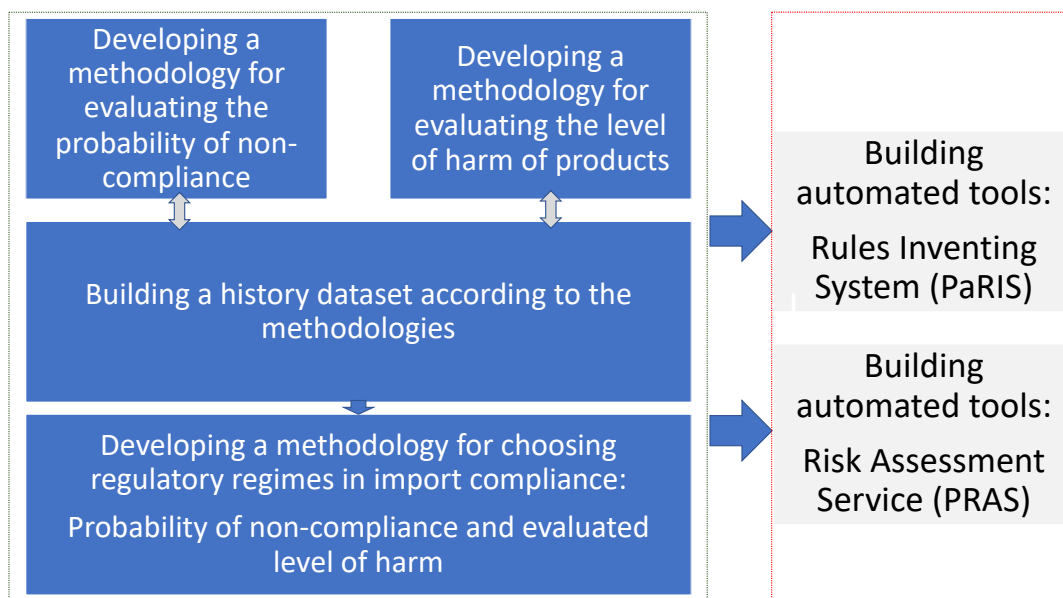 Developing a
methodology for
evaluating the
probability of non-
compliance
Developing a
methodology for
evaluating the level
of harm of products
Building a history dataset according to the
methodologies
Developing a methodology for choosing
regulatory regimes in import compliance:
Probability of non-compliance and evaluated
level of harm
Building
automated tools:
Rules Inventing
System (PaRIS)
Building
automated tools:
Risk Assessment
Service (PRAS)